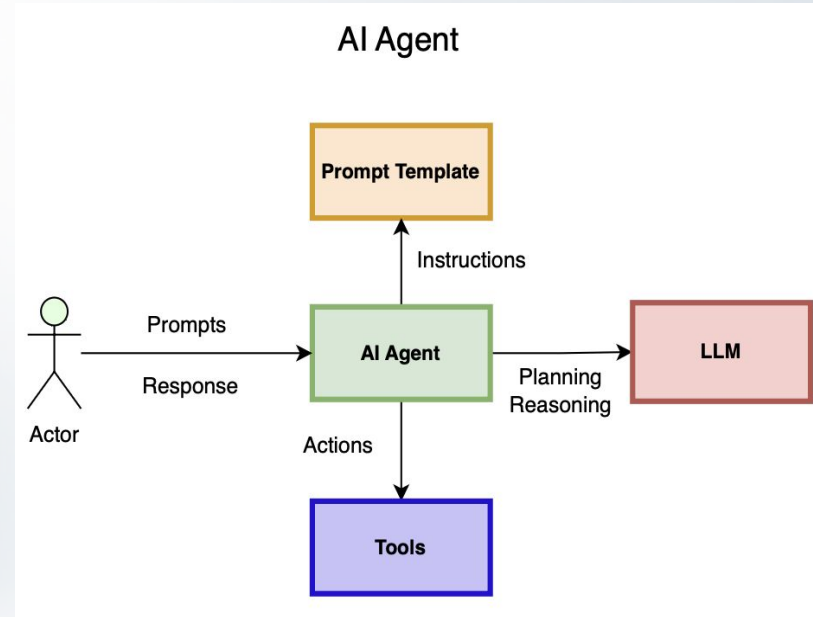 AI Agent
Prompt Template
Instructions
Prompts
AI Agent
LLM
Response
Planning
Reasoning
Actor
Actions
Tools